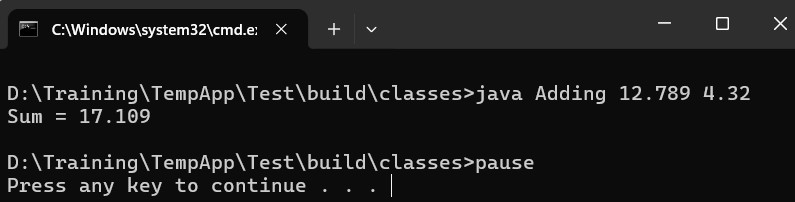 C:\Windows\system32\cmd.e
D:\Training\TempApp\Test\build\classes>java Adding 12.789 4.32
Sum = 17.109
D:\Training\TempApp\Test\build\classes>pause
Press any key to continue . . .